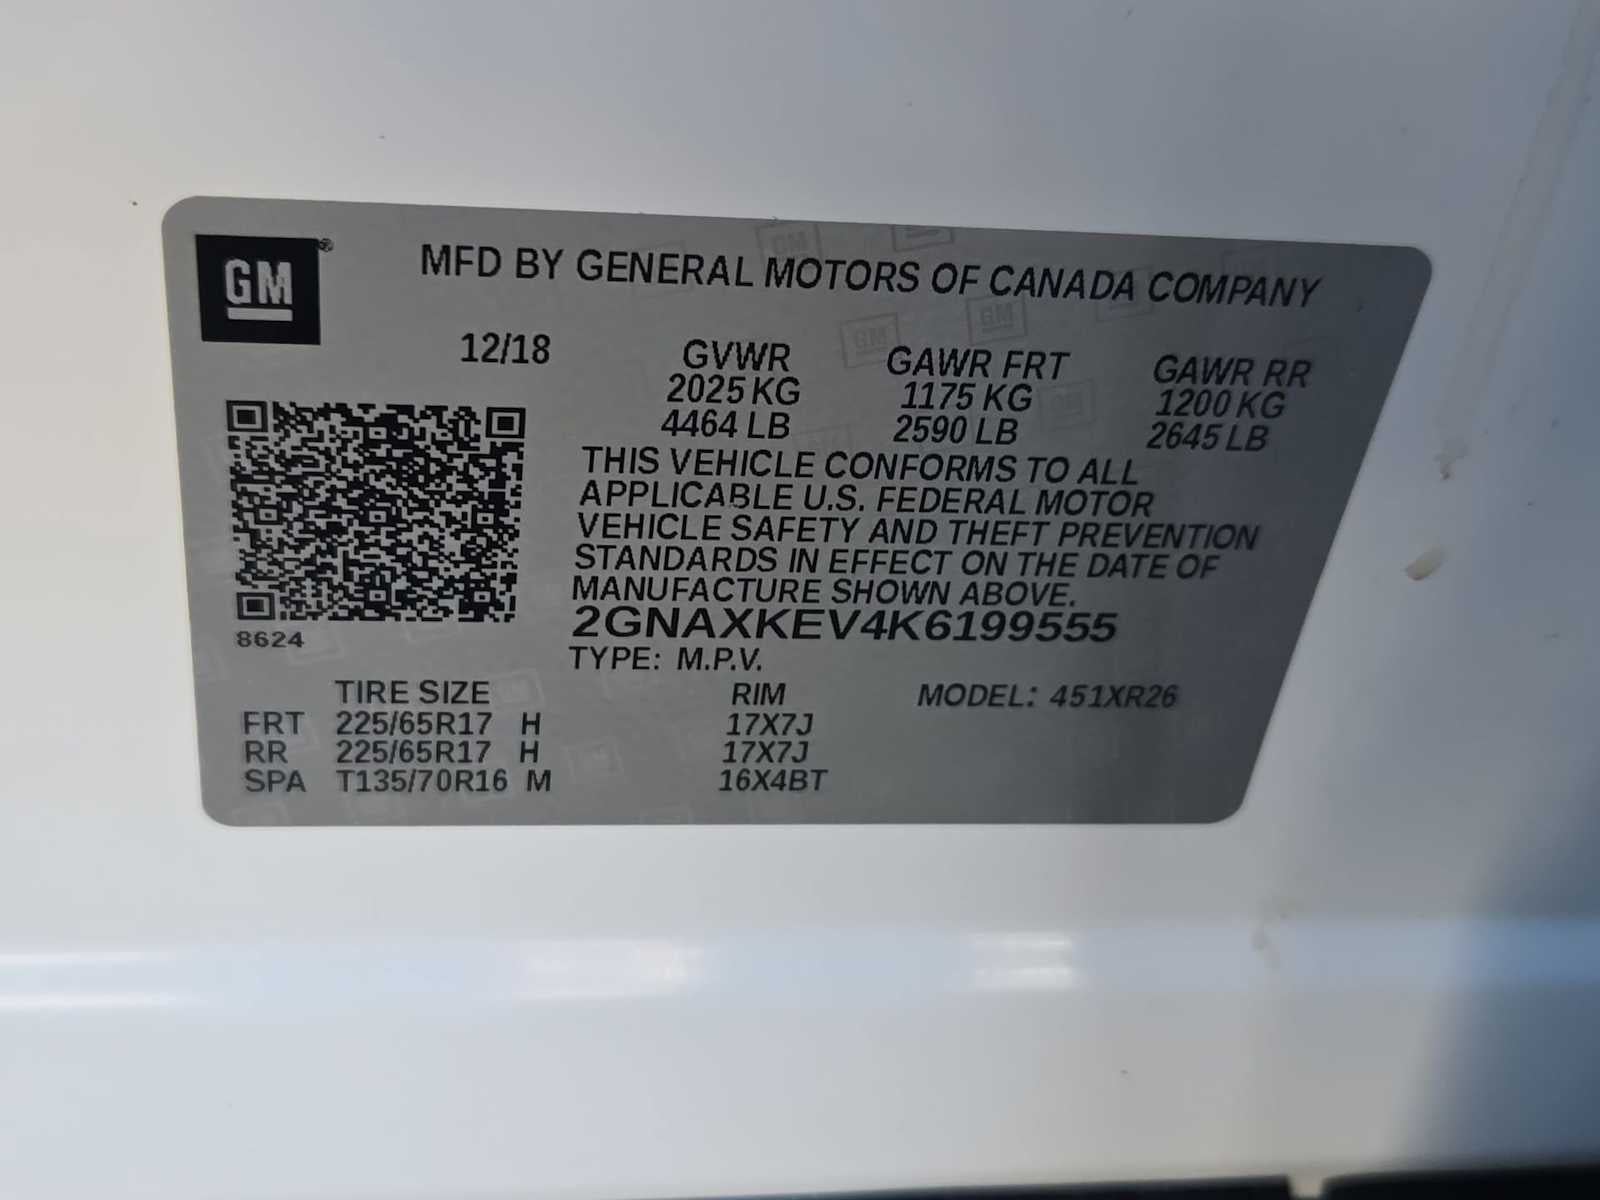 GM®
MFD BY GENERAL MOTORS OF CANADA COMPANY
12/18 GVWR GAWR FRT GAWR RR
2025 KG 1175 KG 1200 KG
4464 LB 2590 LB 2645 LB
THIS VEHICLE CONFORMS TO ALL
APPLICABLE U.S. FEDERAL MOTOR
VEHICLE SAFETY AND THEFT PREVENTION
STANDARDS IN EFFECT ON THE DATE OF
MANUFACTURE SHOWN ABOVE.
2GNAXKEV4K6199555
8624
TYPE: M.P.V.
TIRE SIZE RIM MODEL: 451XR26
FRT 225/65R17 H 17X7J
RR 225/65R17 H 17X7J
SPA T135/70R16 M 16X4BT